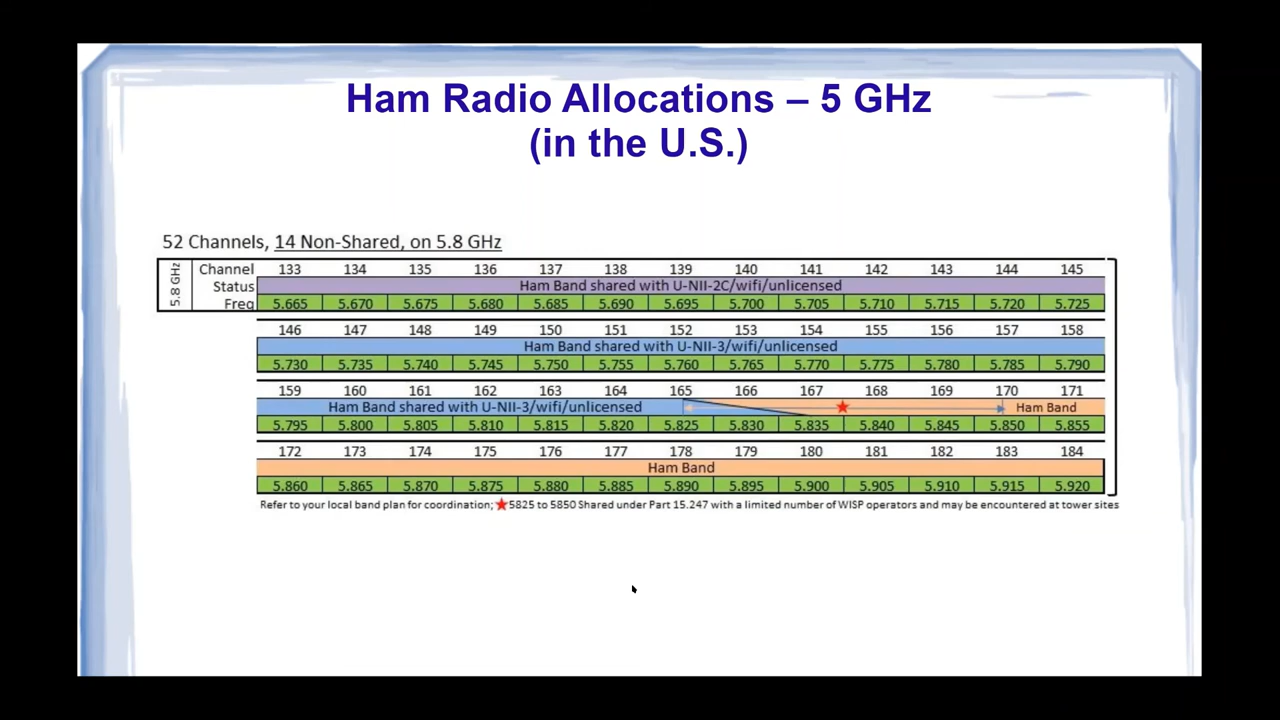 Ham Radio Allocations – 5 GHz
(in the U.S.)
52 Channels, 14 Non-Shared, on 5.8 GHz
5.8 GHz
Channel 133 134 135 136 137 138 139 140 141 142 143 144 145
Status Ham Band shared with U-NII-2C/wifi/unlicensed
Freq 5.665 5.670 5.675 5.680 5.685 5.690 5.695 5.700 5.705 5.710 5.715 5.720 5.725
146 147 148 149 150 151 152 153 154 155 156 157 158
Ham Band shared with U-NII-3/wifi/unlicensed
5.730 5.735 5.740 5.745 5.750 5.755 5.760 5.765 5.770 5.775 5.780 5.785 5.790
159 160 161 162 163 164 165 166 167 168 169 170 171
Ham Band shared with U-NII-3/wifi/unlicensed Ham Band
5.795 5.800 5.805 5.810 5.815 5.820 5.825 5.830 5.835 5.840 5.845 5.850 5.855
172 173 174 175 176 177 178 179 180 181 182 183 184
Ham Band
5.860 5.865 5.870 5.875 5.880 5.885 5.890 5.895 5.900 5.905 5.910 5.915 5.920
Refer to your local band plan for coordination; ★5825 to 5850 Shared under Part 15.247 with a limited number of WISP operators and may be encountered at tower sites